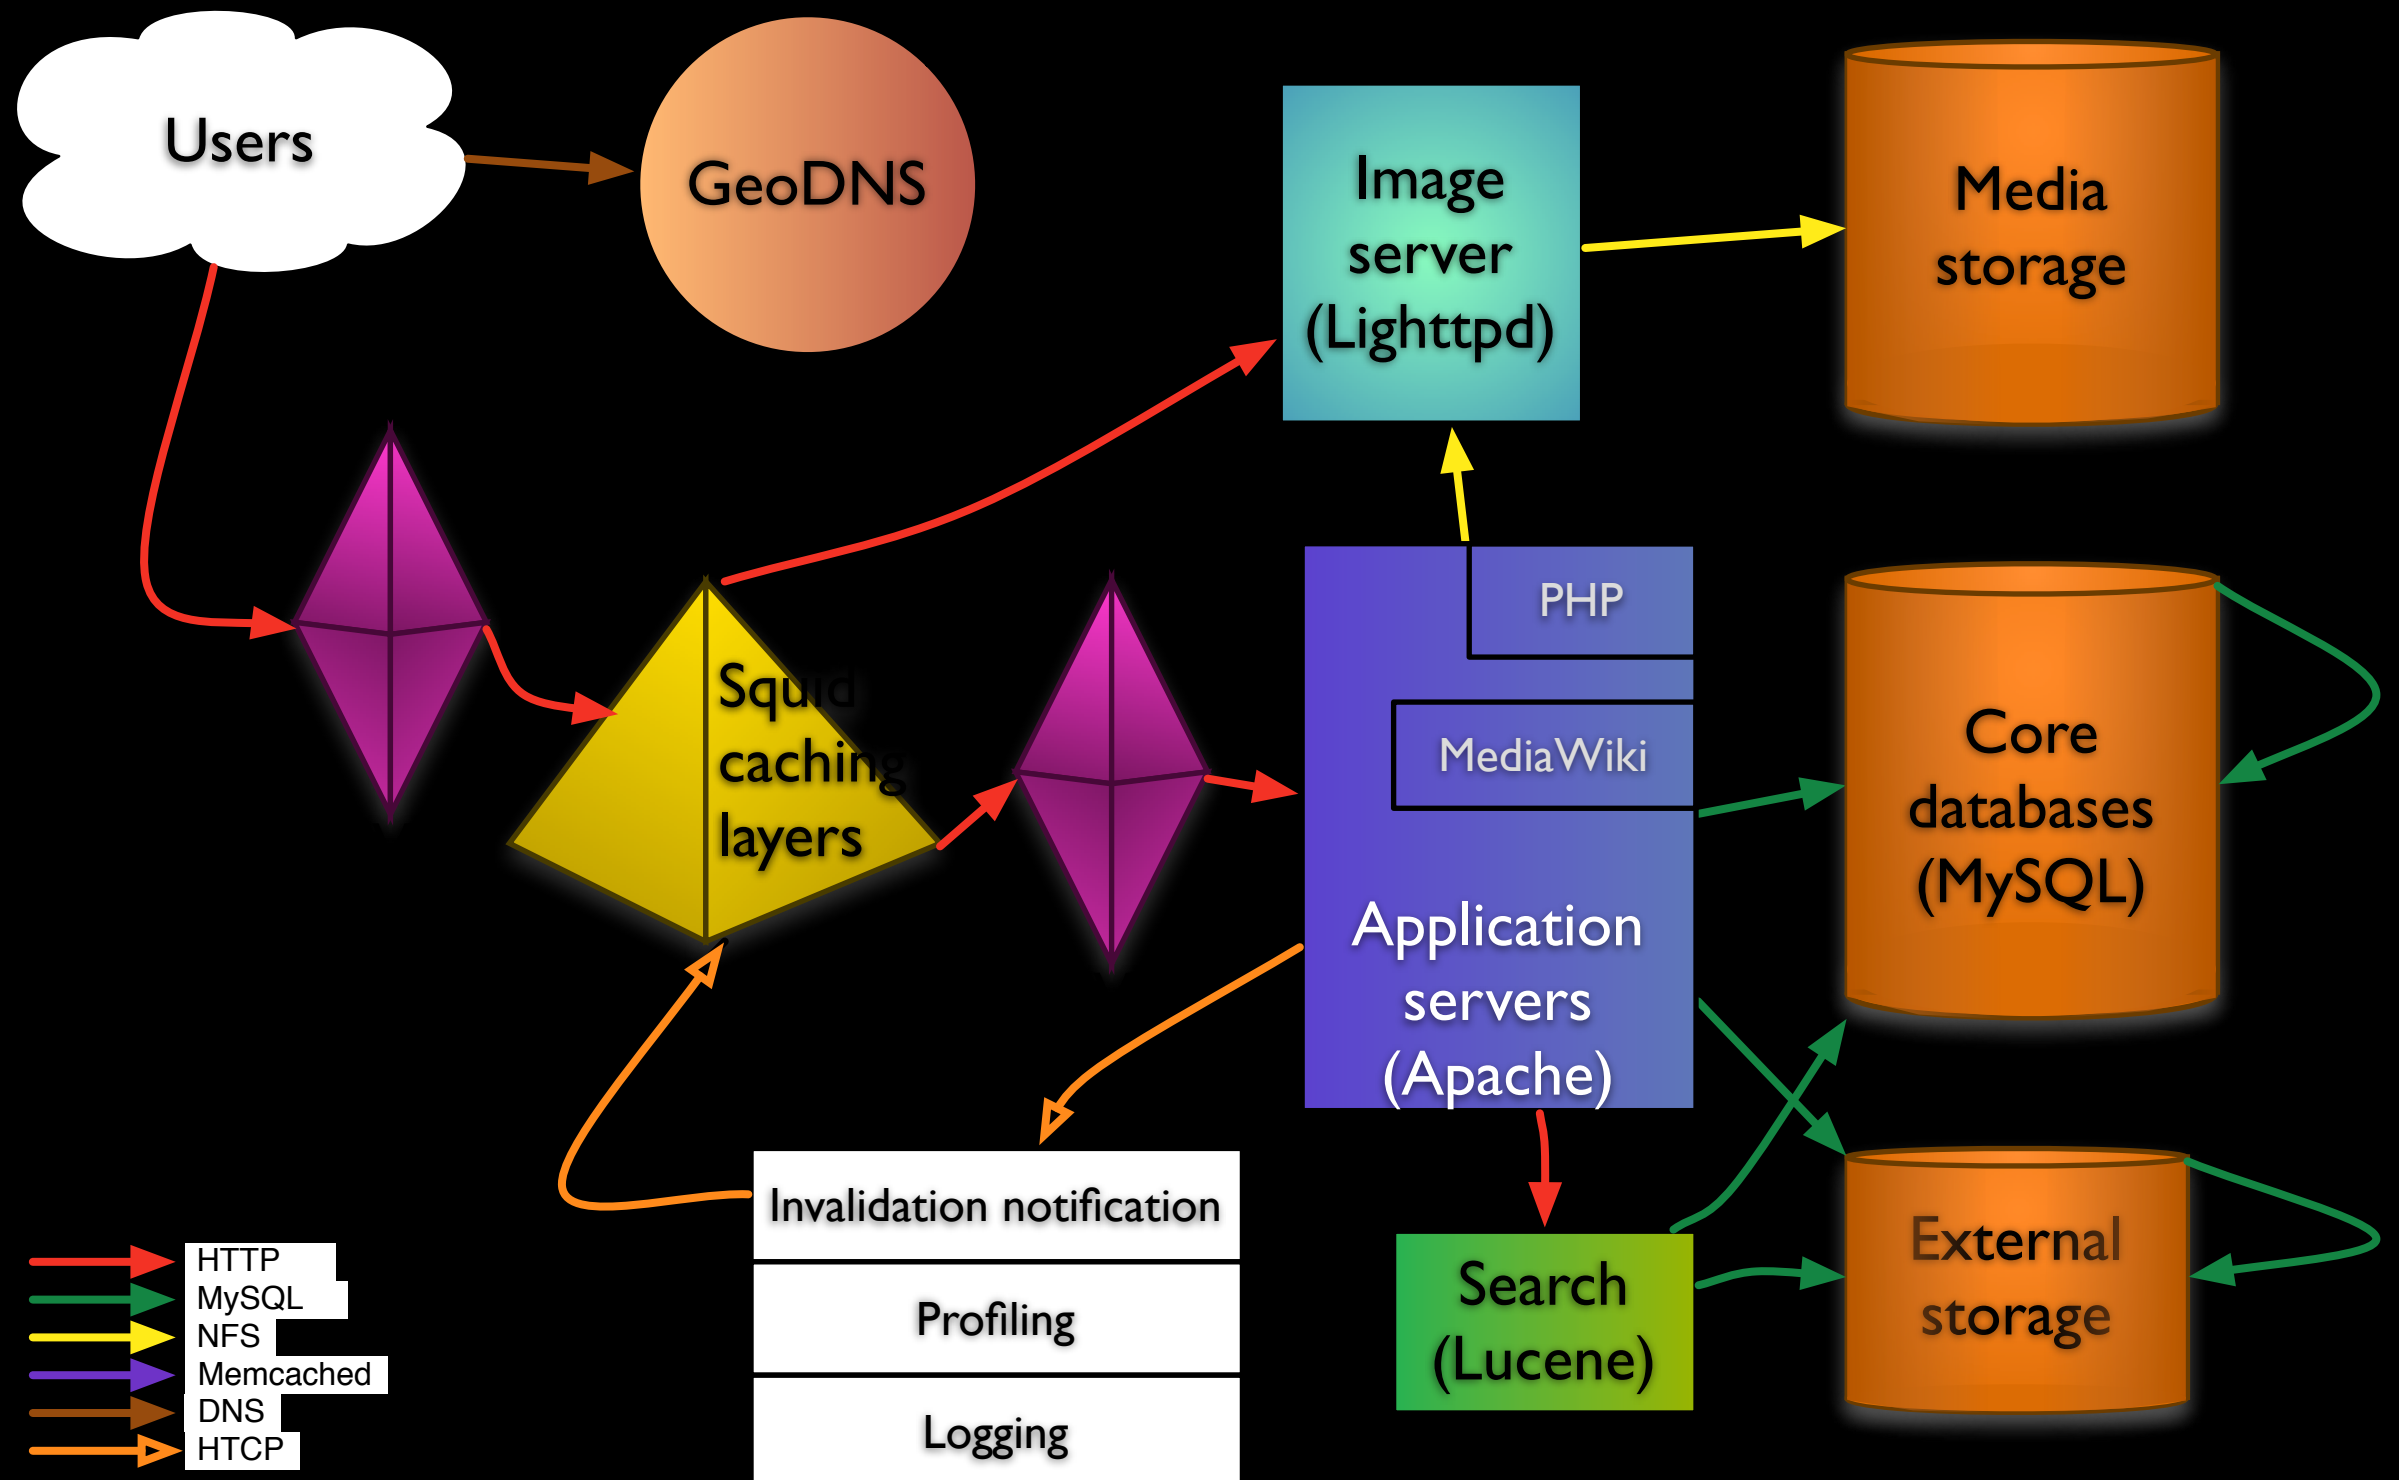 Users
GeoDNS
Image
server
(Lighttpd)
Media
storage
PHP
MediaWiki
Application
servers
(Apache)
Squid
caching
layers
Core
databases
(MySQL)
Invalidation notification
Profiling
Logging
Search
(Lucene)
External
storage
HTTP
MySQL
NFS
Memcached
DNS
HTCP